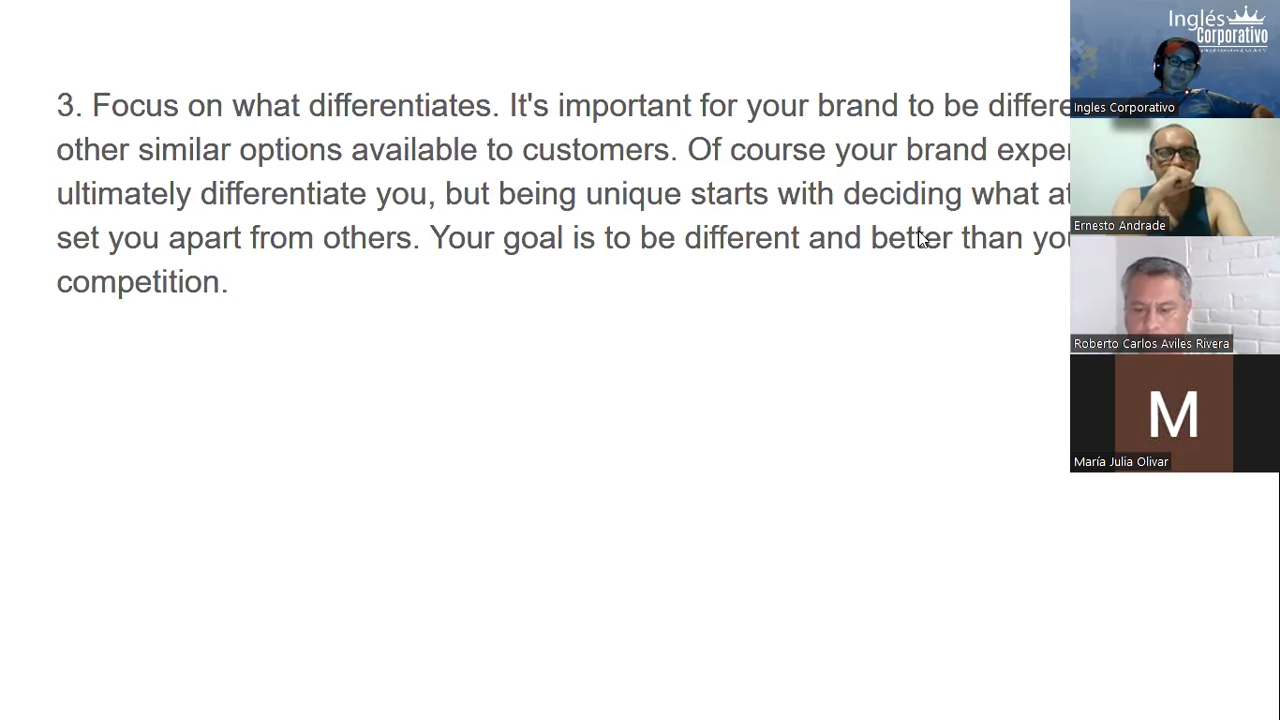 3. Focus on what differentiates. It's important for your brand to be differe
other similar options available to customers. Of course your brand exper
ultimately differentiate you, but being unique starts with deciding what at
set you apart from others. Your goal is to be different and better than you
competition.
Inglés
Corporativo
Ingles Corporativo
Ernesto Andrade
Roberto Carlos Aviles Rivera
M
María Julia Olivar